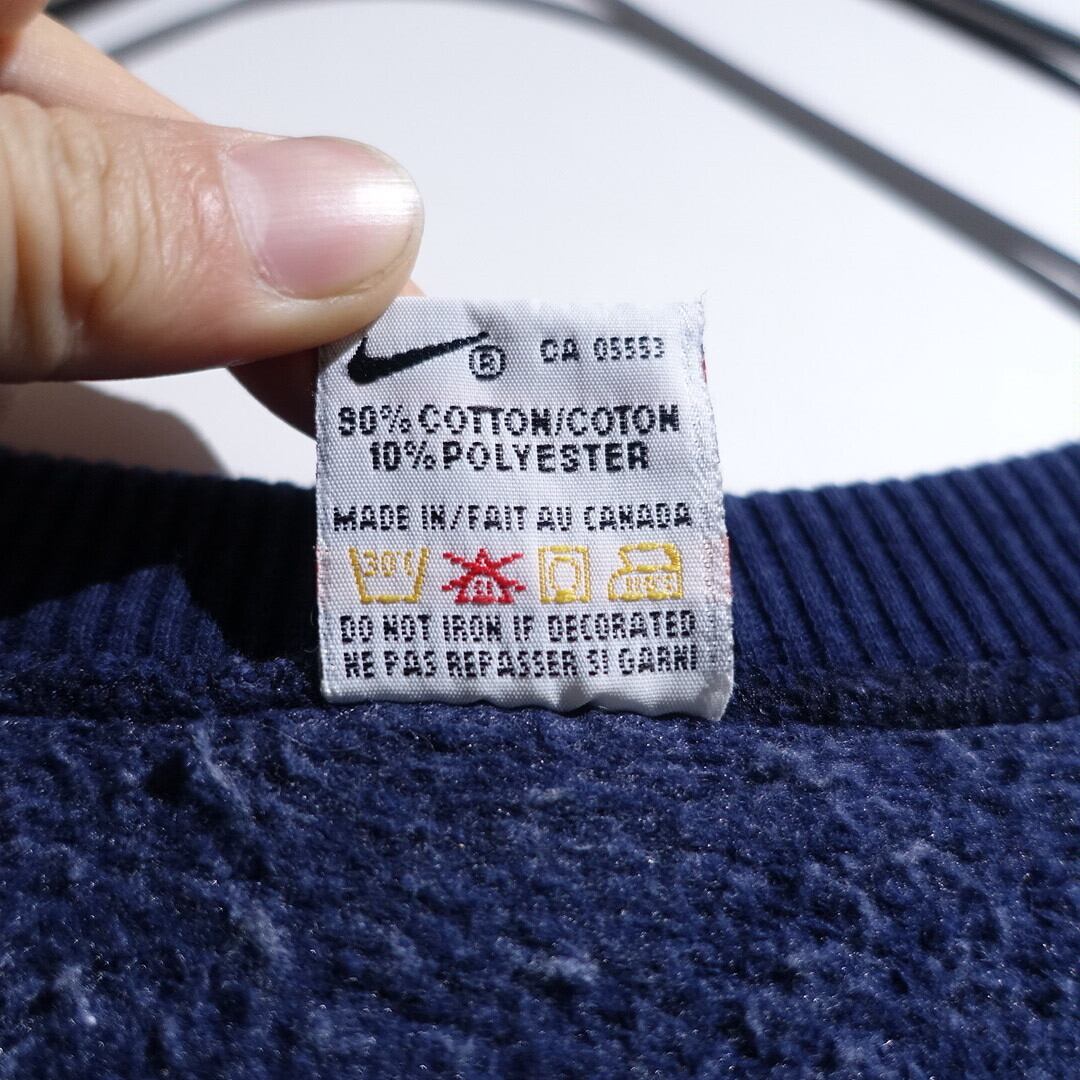 ® CA 05553
90% COTTON/COTON
10% POLYESTER
MADE IN/FAIT AU CANADA
30°C
DO NOT IRON IF DECORATED
NE PAS REPASSER SI GARNI